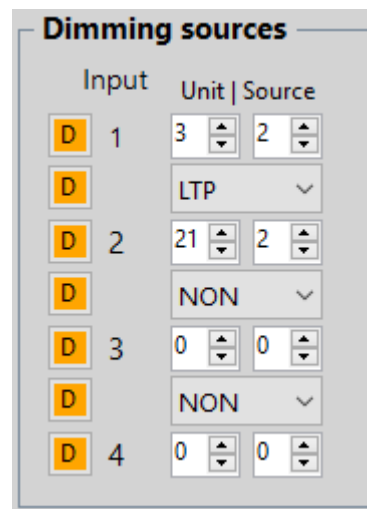 Dimming sources
Input Unit | Source
D 1 3 2
D LTP
D 2 21 2
D NON
D 3 0 0
D NON
D 4 0 0